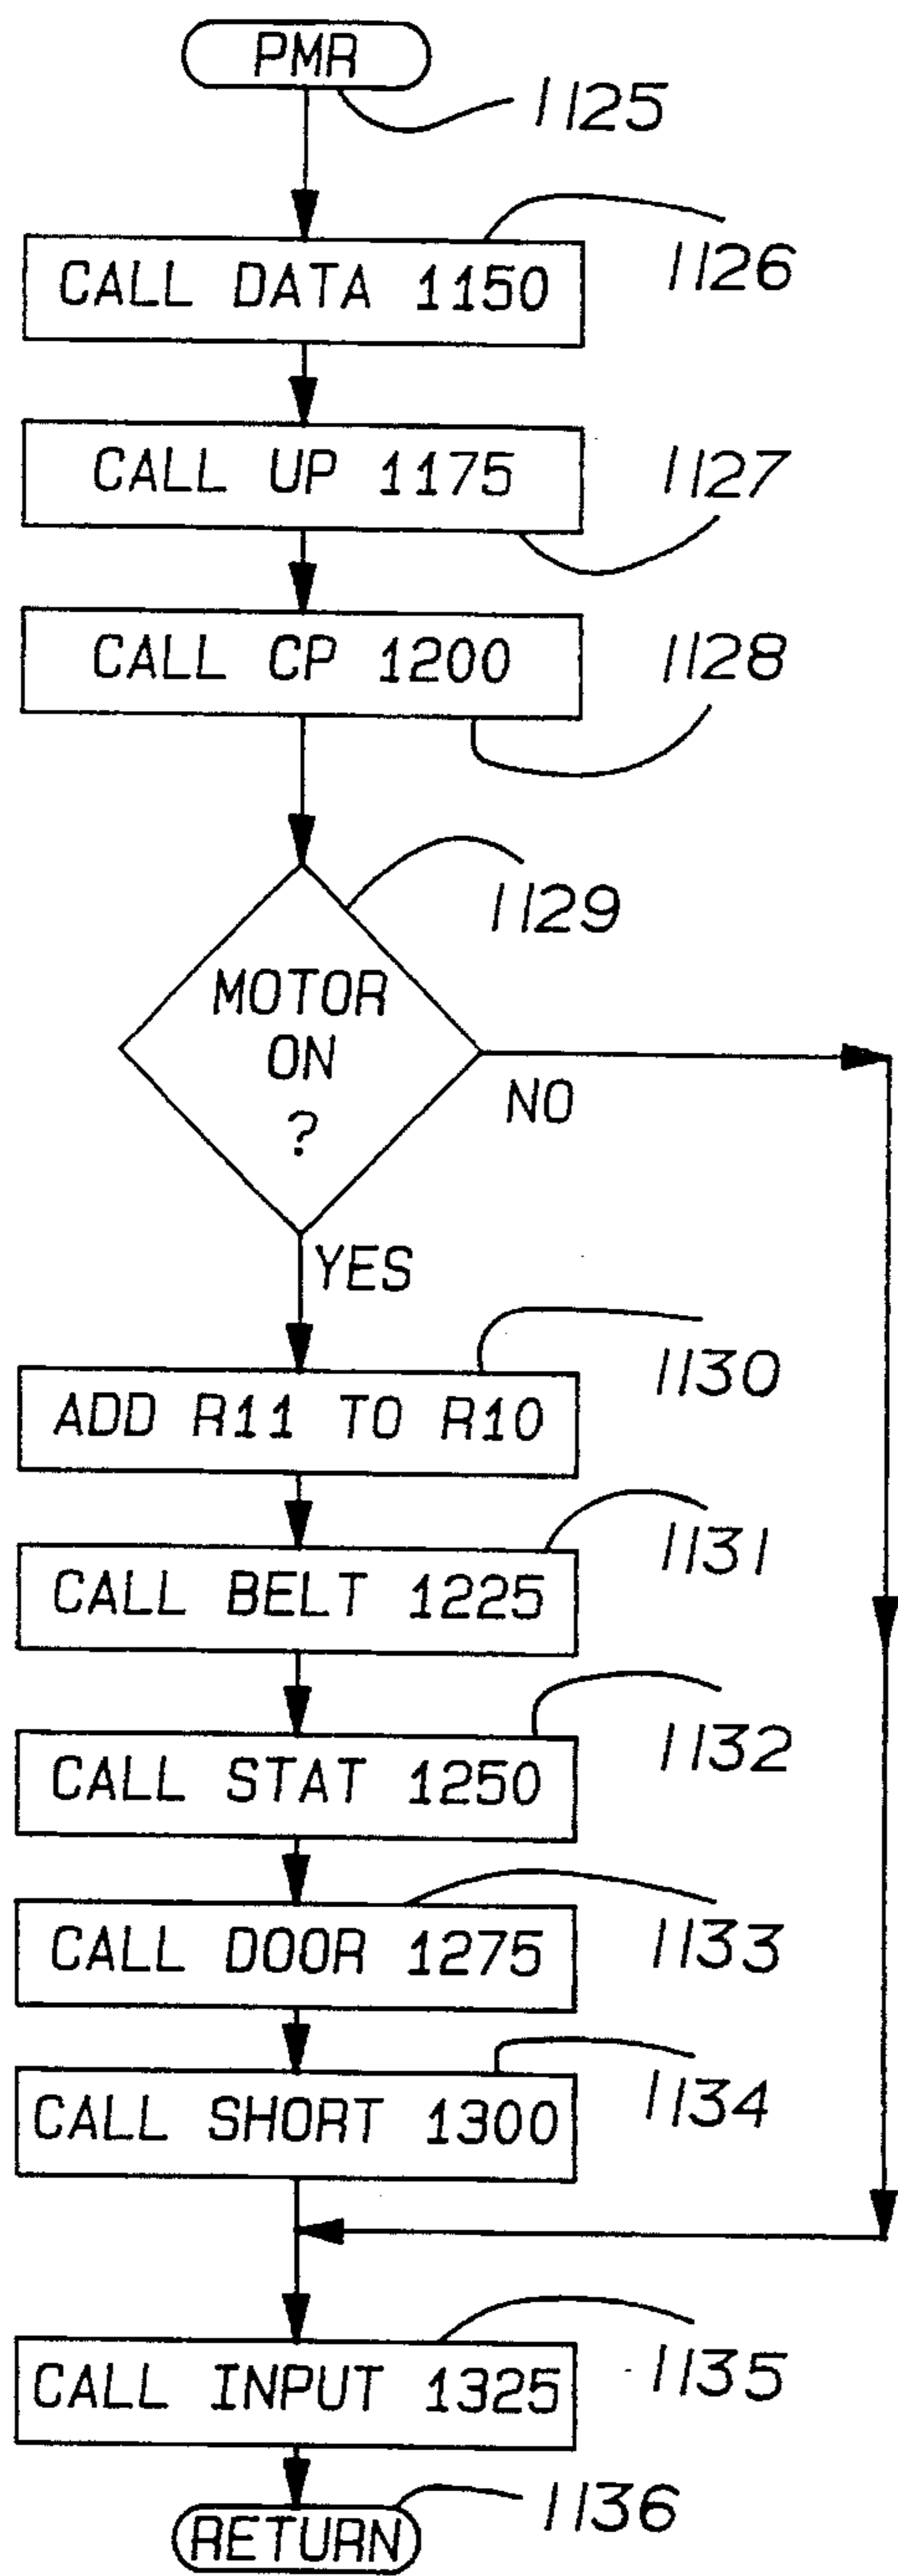 PMR
1125
1126
CALL DATA 1150
CALL UP 1175
1127
CALL CP 1200
1128
1129
MOTOR
ON
?
NO
YES
1130
ADD R11 TO R10
1131
CALL BELT 1225
1132
CALL STAT 1250
1133
CALL DOOR 1275
1134
CALL SHORT 1300
1135
CALL INPUT 1325
1136
RETURN